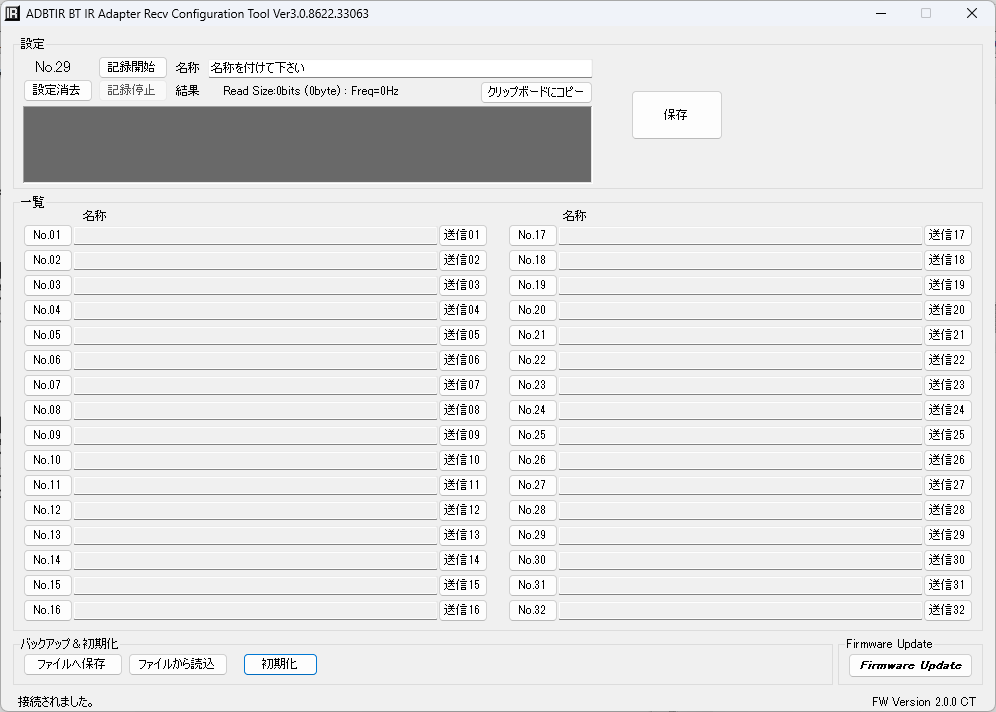 IR ADBTIR BT IR Adapter Recv Configuration Tool Ver3.0.8622.33063
設定
No.29 記録開始 名称 名称を付けて下さい
設定消去 記録停止 結果 Read Size:0bits (0byte) : Freq=0Hz クリップボードにコピー
保存
一覧
名称 名称
No.01 送信01 No.17 送信17
No.02 送信02 No.18 送信18
No.03 送信03 No.19 送信19
No.04 送信04 No.20 送信20
No.05 送信05 No.21 送信21
No.06 送信06 No.22 送信22
No.07 送信07 No.23 送信23
No.08 送信08 No.24 送信24
No.09 送信09 No.25 送信25
No.10 送信10 No.26 送信26
No.11 送信11 No.27 送信27
No.12 送信12 No.28 送信28
No.13 送信13 No.29 送信29
No.14 送信14 No.30 送信30
No.15 送信15 No.31 送信31
No.16 送信16 No.32 送信32
バックアップ&初期化 Firmware Update
ファイルへ保存 ファイルから読込 初期化 Firmware Update
接続されました。 FW Version 2.0.0 CT